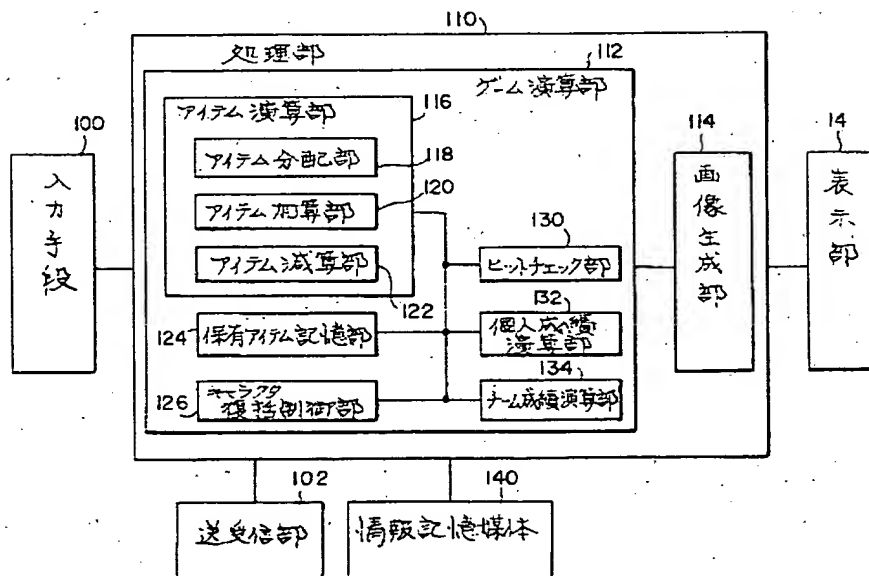 110
処理部
112
ゲーム演算部
アイテム演算部
116
アイテム分配部
118
アイテム加算部
120
アイテム減算部
122
100
入力手段
124
保有アイテム記憶部
126
キャラクタ
復活制御部
130
ヒットチェック部
132
個人成績
演算部
134
チーム成績演算部
114
画像生成部
14
表示部
102
送受信部
140
情報記憶媒体